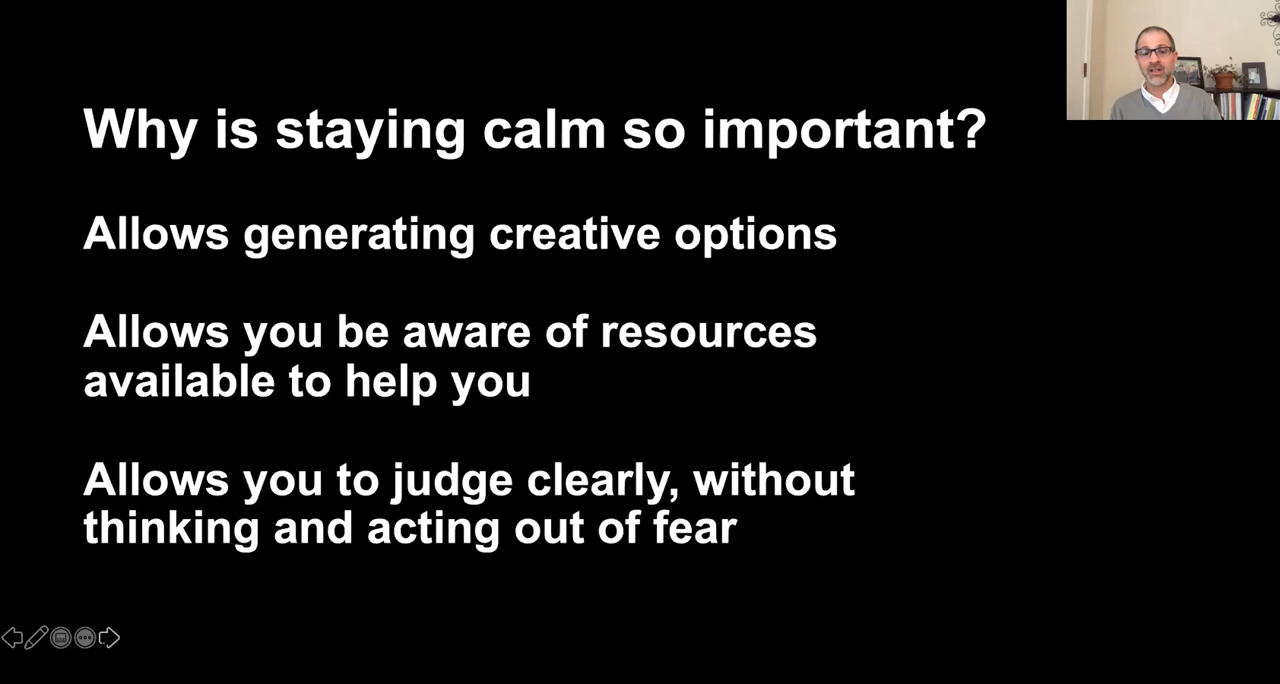 Why is staying calm so important?
Allows generating creative options
Allows you be aware of resources
available to help you
Allows you to judge clearly, without
thinking and acting out of fear